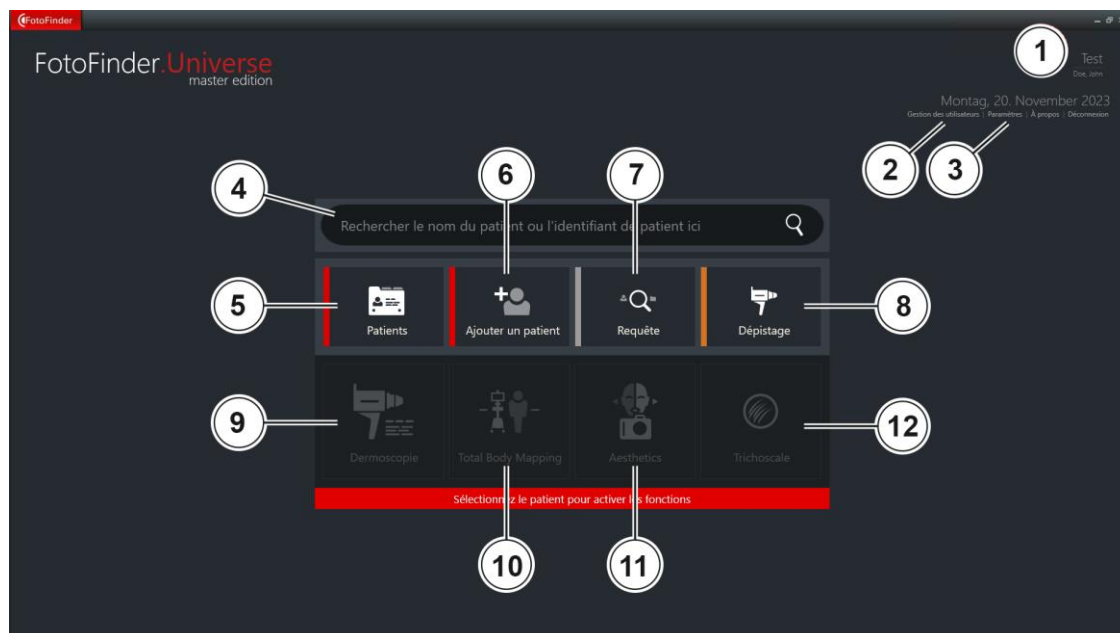 FotoFinder
FotoFinder.Universe
master edition
1
Test
Doe, John
Montag, 20. November 2023
Gestion des utilisateurs | Paramètres | À propos | Déconnexion
2
3
4
6
7
Rechercher le nom du patient ou l'identifiant de patient ici
5
Patients
Ajouter un patient
Requête
Dépistage
8
9
Dermoscopie
Total Body Mapping
Aesthetics
Trichoscale
12
Sélectionnez le patient pour activer les fonctions
10
11